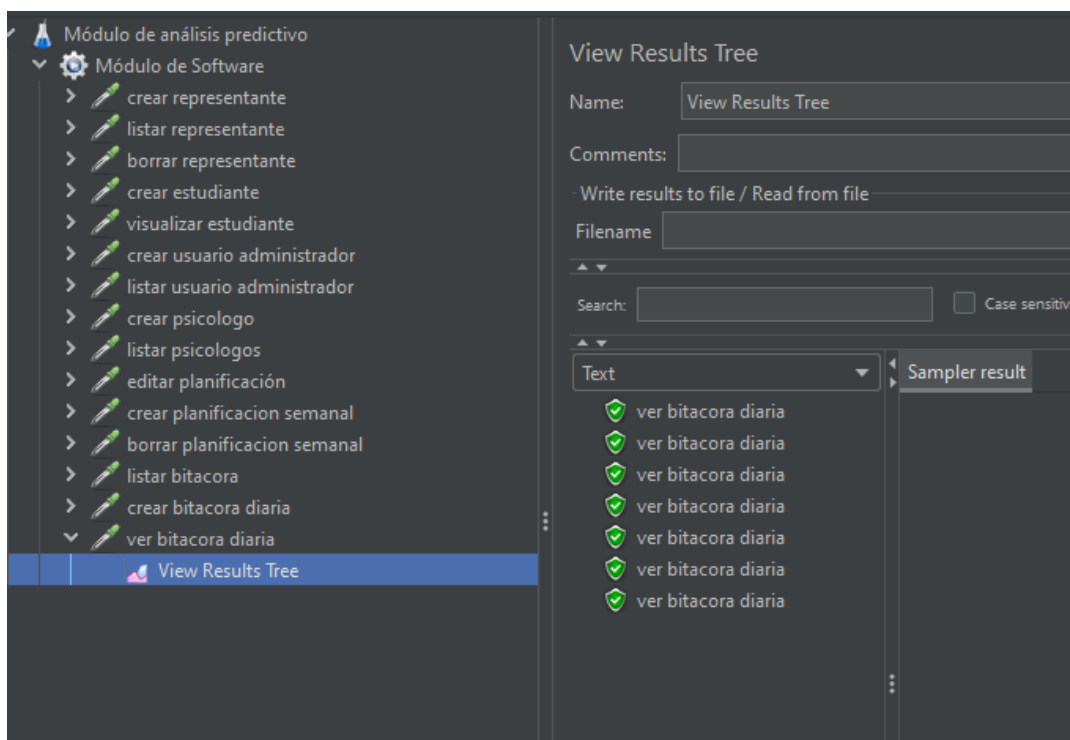 Módulo de análisis predictivo
Módulo de Software
crear representante
listar representante
borrar representante
crear estudiante
visualizar estudiante
crear usuario administrador
listar usuario administrador
crear psicologo
listar psicologos
editar planificación
crear planificacion semanal
borrar planificacion semanal
listar bitacora
crear bitacora diaria
ver bitacora diaria
View Results Tree
View Results Tree
Name: View Results Tree
Comments:
Write results to file / Read from file
Filename
Search: Case sensitiv
Text Sampler result
ver bitacora diaria
ver bitacora diaria
ver bitacora diaria
ver bitacora diaria
ver bitacora diaria
ver bitacora diaria
ver bitacora diaria